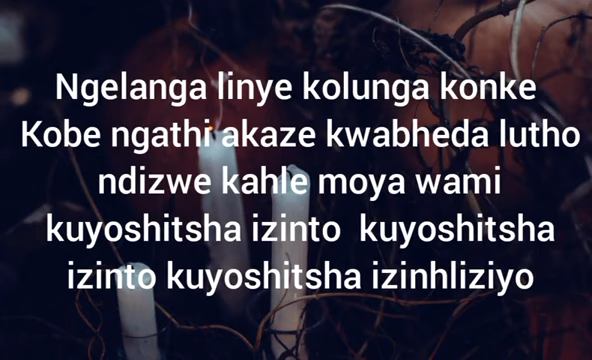 Ngelanga linye kolunga konke
Kobe ngathi akaze kwabheda lutho
ndizwe kahle moya wami
kuyoshitsha izinto kuyoshitsha
izinto kuyoshitsha izinhliziyo